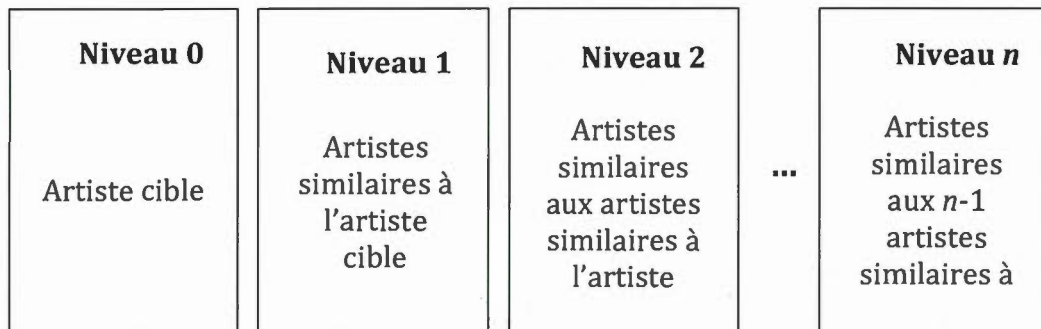 Niveau 0
Artiste cible
Niveau 1
Artistes
similaires à
l'artiste
cible
Niveau 2
Artistes
similaires
aux artistes
similaires à
l'artiste
...
Niveau n
Artistes
similaires
aux n-1
artistes
similaires à